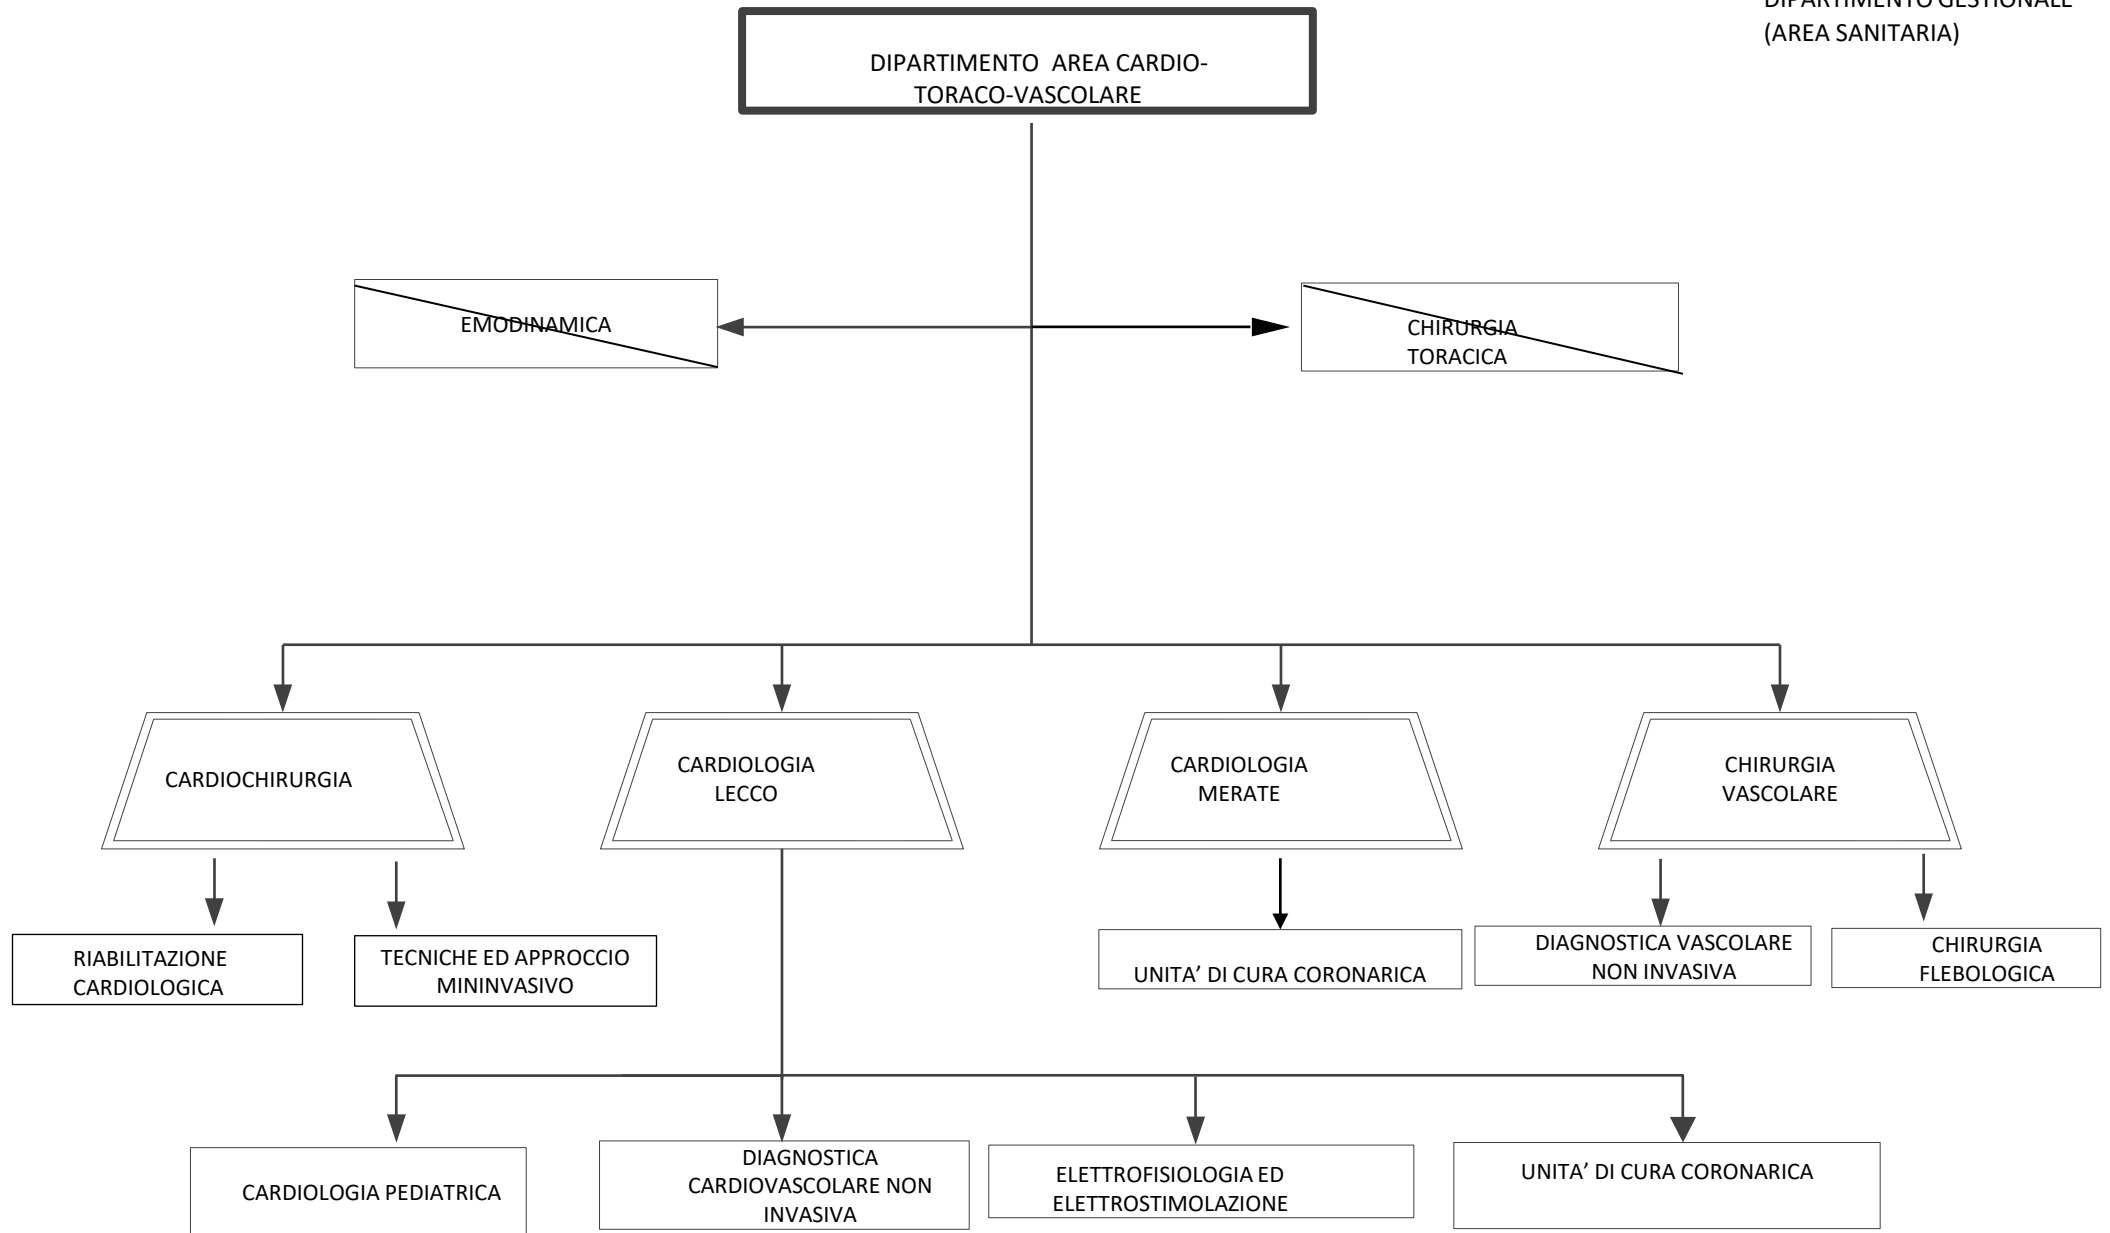 DIPARTIMENTO GESTIONALE
(AREA SANITARIA)
DIPARTIMENTO AREA CARDIO-
TORACO-VASCOLARE
EMODINAMICA
CHIRURGIA
TORACICA
CARDIOCHIRURGIA
CARDIOLOGIA
LECCO
CARDIOLOGIA
MERATE
CHIRURGIA
VASCOLARE
RIABILITAZIONE
CARDIOLOGICA
TECNICHE ED APPROCCIO
MININVASIVO
UNITA’ DI CURA CORONARICA
DIAGNOSTICA VASCOLARE
NON INVASIVA
CHIRURGIA
FLEBOLOGICA
CARDIOLOGIA PEDIATRICA
DIAGNOSTICA
CARDIOVASCOLARE NON
INVASIVA
ELETTROFISIOLOGIA ED
ELETTROSTIMOLAZIONE
UNITA’ DI CURA CORONARICA